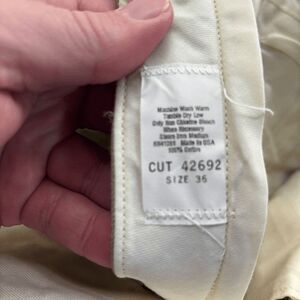 Machine Wash Warm
Tumble Dry Low
Only Non Chlorine Bleach
When Necessary
Steam Iron Medium
Made In USA
100% Cotton
CUT 42692
SIZE 36